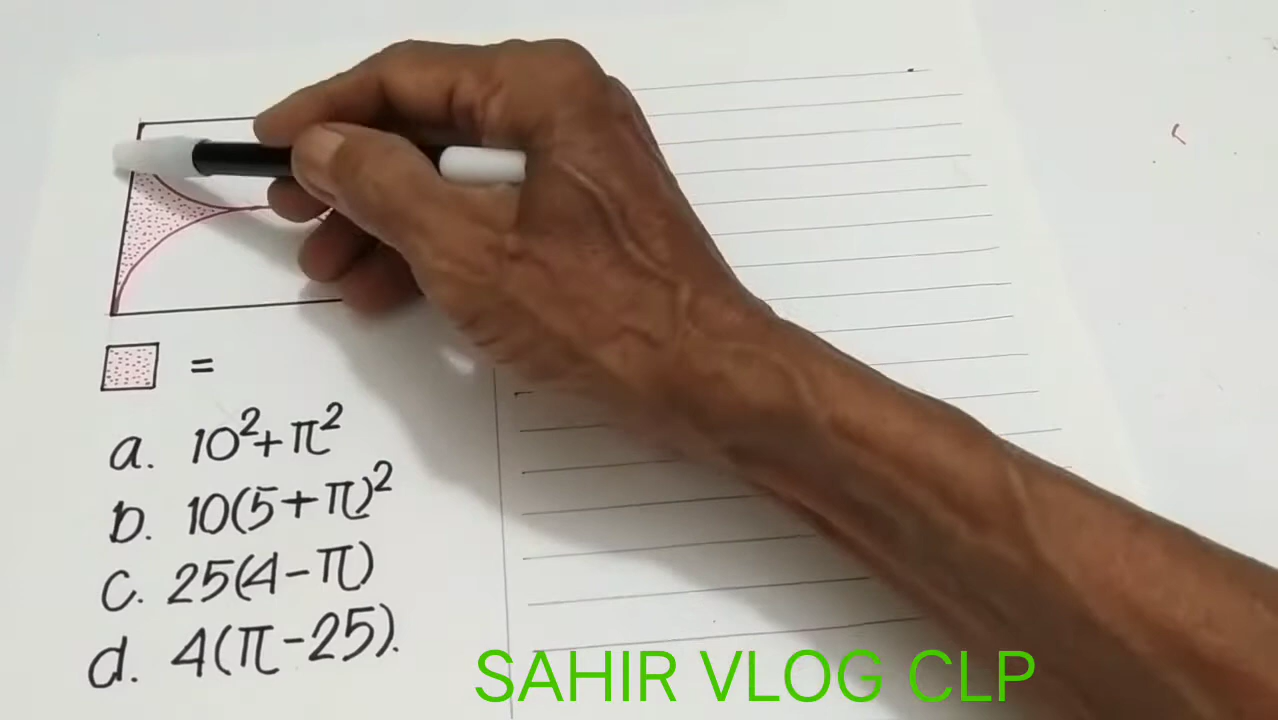 =
a. 10²+π²
b. 10(5+π)²
c. 25(4-π)
d. 4(π-25).
SAHIR VLOG CLP